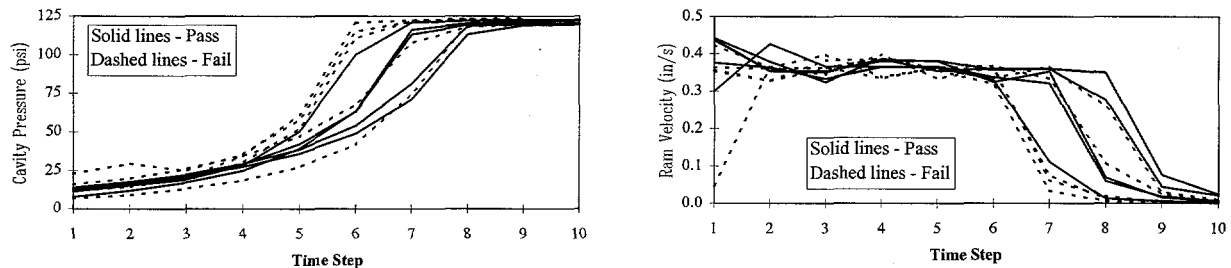 Cavity Pressure (psi)
125
100
75
50
25
0
Solid lines - Pass
Dashed lines - Fail
1 2 3 4 5 6 7 8 9 10
Time Step
Ram Velocity (in/s)
0.5
0.4
0.3
0.2
0.1
0.0
Solid lines - Pass
Dashed lines - Fail
1 2 3 4 5 6 7 8 9 10
Time Step